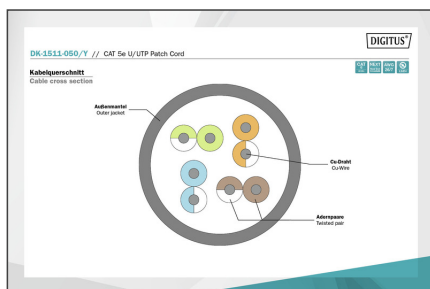 DIGITUS®
DK-1511-050/Y // CAT 5e U/UTP Patch Cord
Kabelquerschnitt
Cable cross section
Außenmantel
Outer jacket
Cu-Draht
Cu-Wire
Adernpaare
Twisted pair